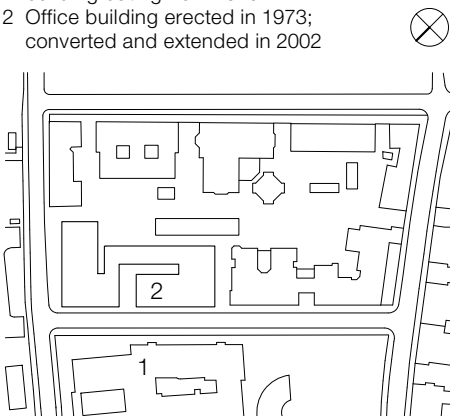 2 Office building erected in 1973;
converted and extended in 2002
2
1